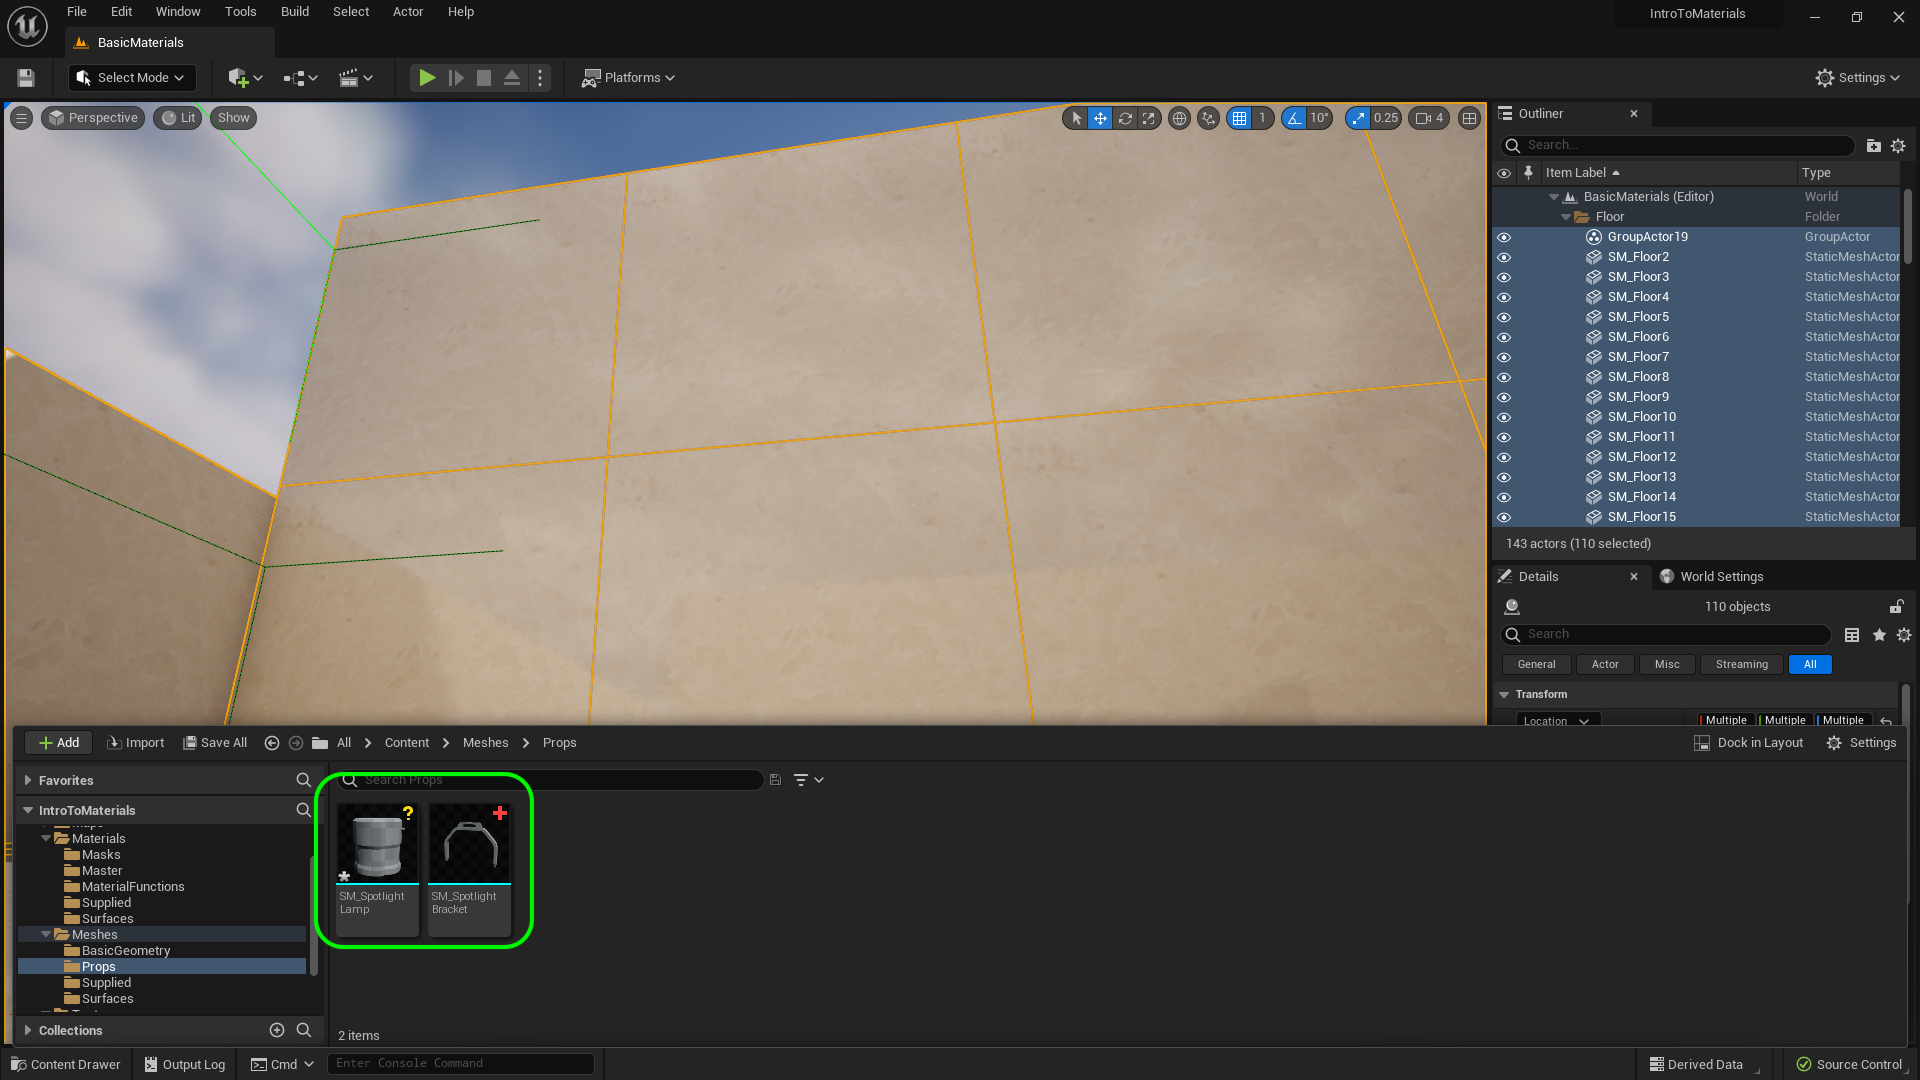 File Edit Window Tools Build Select Actor Help
IntroToMaterials
BasicMaterials
Select Mode
Platforms
Settings
Perspective Lit Show
1 10° 0.25 4
Outliner
Search...
Item Label Type
BasicMaterials (Editor) World
Floor Folder
GroupActor19 GroupActor
SM_Floor2 StaticMeshActor
SM_Floor3 StaticMeshActor
SM_Floor4 StaticMeshActor
SM_Floor5 StaticMeshActor
SM_Floor6 StaticMeshActor
SM_Floor7 StaticMeshActor
SM_Floor8 StaticMeshActor
SM_Floor9 StaticMeshActor
SM_Floor10 StaticMeshActor
SM_Floor11 StaticMeshActor
SM_Floor12 StaticMeshActor
SM_Floor13 StaticMeshActor
SM_Floor14 StaticMeshActor
SM_Floor15 StaticMeshActor
143 actors (110 selected)
Details World Settings
110 objects
Search
General Actor Misc Streaming All
Transform
Location Multiple Multiple Multiple
Add Import Save All All Content Meshes Props
Dock in Layout Settings
Favorites
Search Props
IntroToMaterials
Materials
Masks
Master
MaterialFunctions
Supplied
Surfaces
Meshes
BasicGeometry
Props
Supplied
Surfaces
SM_Spotlight
Lamp
SM_Spotlight
Bracket
Collections
2 items
Content Drawer Output Log Cmd Enter Console Command
Derived Data Source Control